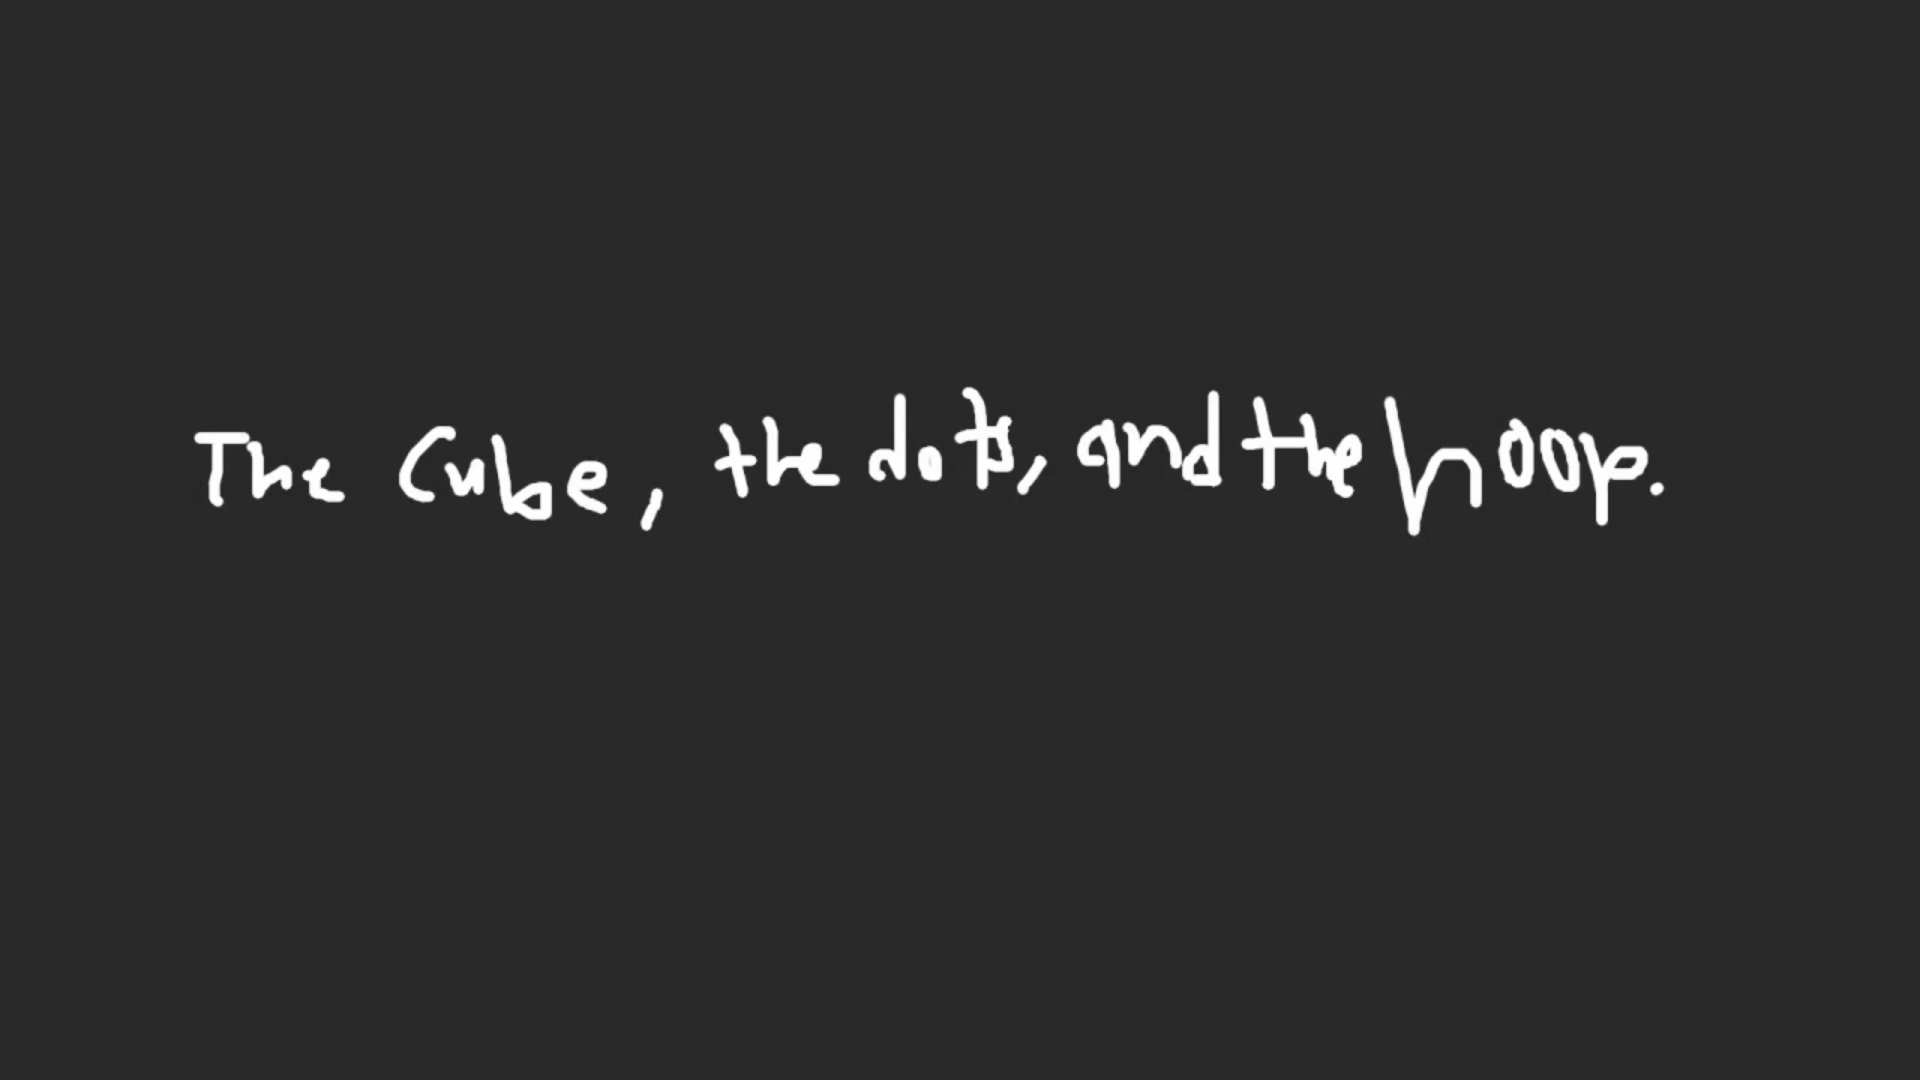 The Cube, the dots, and the hoop.